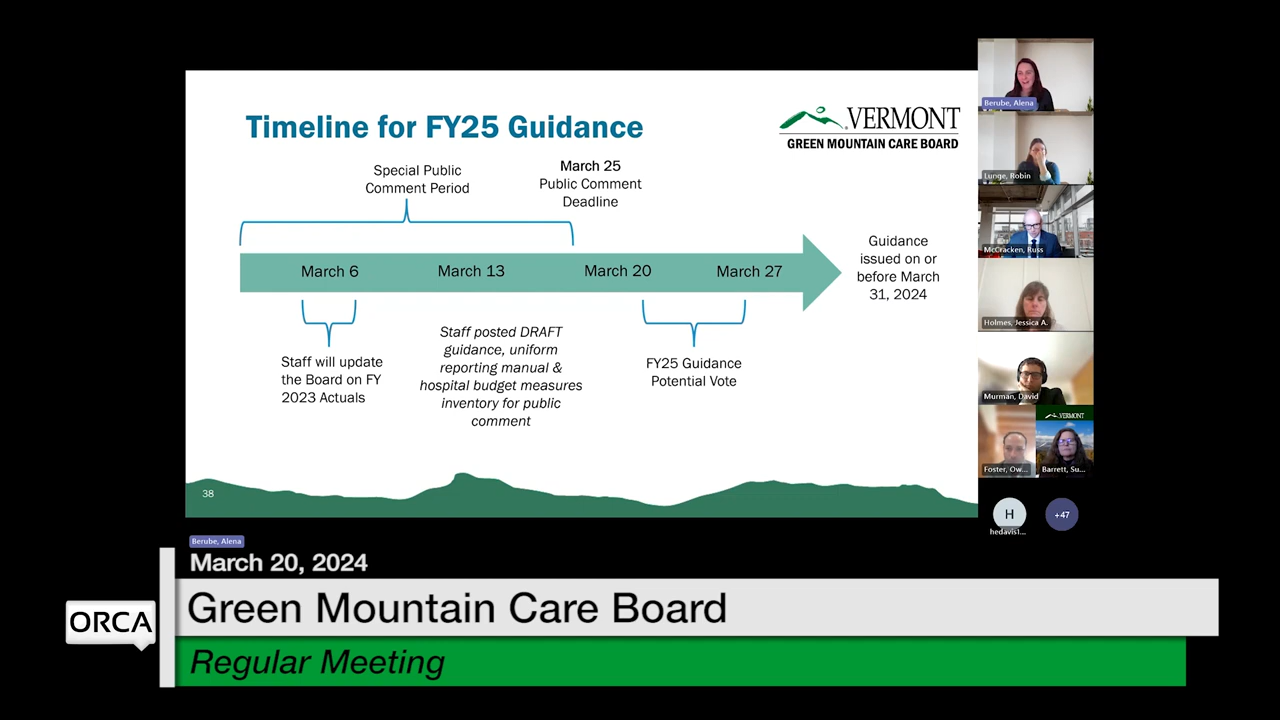 Timeline for FY25 Guidance
VERMONT
GREEN MOUNTAIN CARE BOARD
Special Public
Comment Period
March 25
Public Comment
Deadline
March 6
March 13
March 20
March 27
Guidance
issued on or
before March
31, 2024
Staff will update
the Board on FY
2023 Actuals
Staff posted DRAFT
guidance, uniform
reporting manual &
hospital budget measures
inventory for public
comment
FY25 Guidance
Potential Vote
38
Berube, Alena
Lunge, Robin
McCracken, Russ
Holmes, Jessica A.
Murman, David
Foster, Ow...
VERMONT
Barrett, Su...
H
+47
hedavis1...
Berube, Alena
March 20, 2024
ORCA
Green Mountain Care Board
Regular Meeting